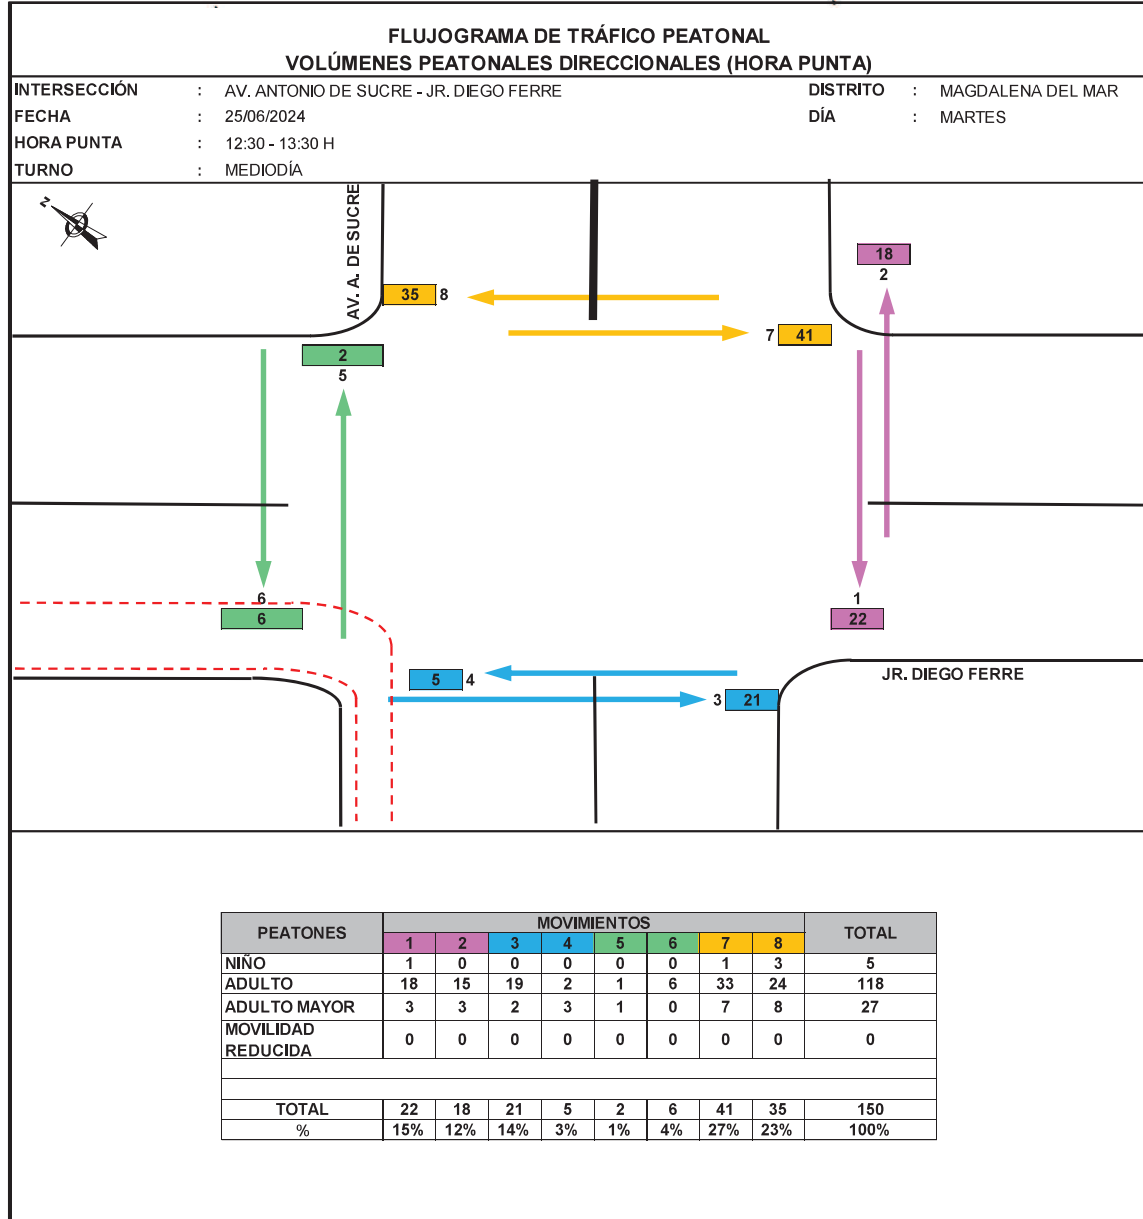 FLUJOGRAMA DE TRÁFICO PEATONAL
VOLÚMENES PEATONALES DIRECCIONALES (HORA PUNTA)
INTERSECCIÓN : AV. ANTONIO DE SUCRE - JR. DIEGO FERRE DISTRITO : MAGDALENA DEL MAR
FECHA : 25/06/2024 DÍA : MARTES
HORA PUNTA : 12:30 - 13:30 H
TURNO : MEDIODÍA
N
AV. A. DE SUCRE
18
2
35 8
7 41
2
5
6
6
1
22
5 4
3 21
JR. DIEGO FERRE
PEATONES MOVIMIENTOS TOTAL
1 2 3 4 5 6 7 8
NIÑO 1 0 0 0 0 0 1 3 5
ADULTO 18 15 19 2 1 6 33 24 118
ADULTO MAYOR 3 3 2 3 1 0 7 8 27
MOVILIDAD
REDUCIDA 0 0 0 0 0 0 0 0 0
TOTAL 22 18 21 5 2 6 41 35 150
% 15% 12% 14% 3% 1% 4% 27% 23% 100%